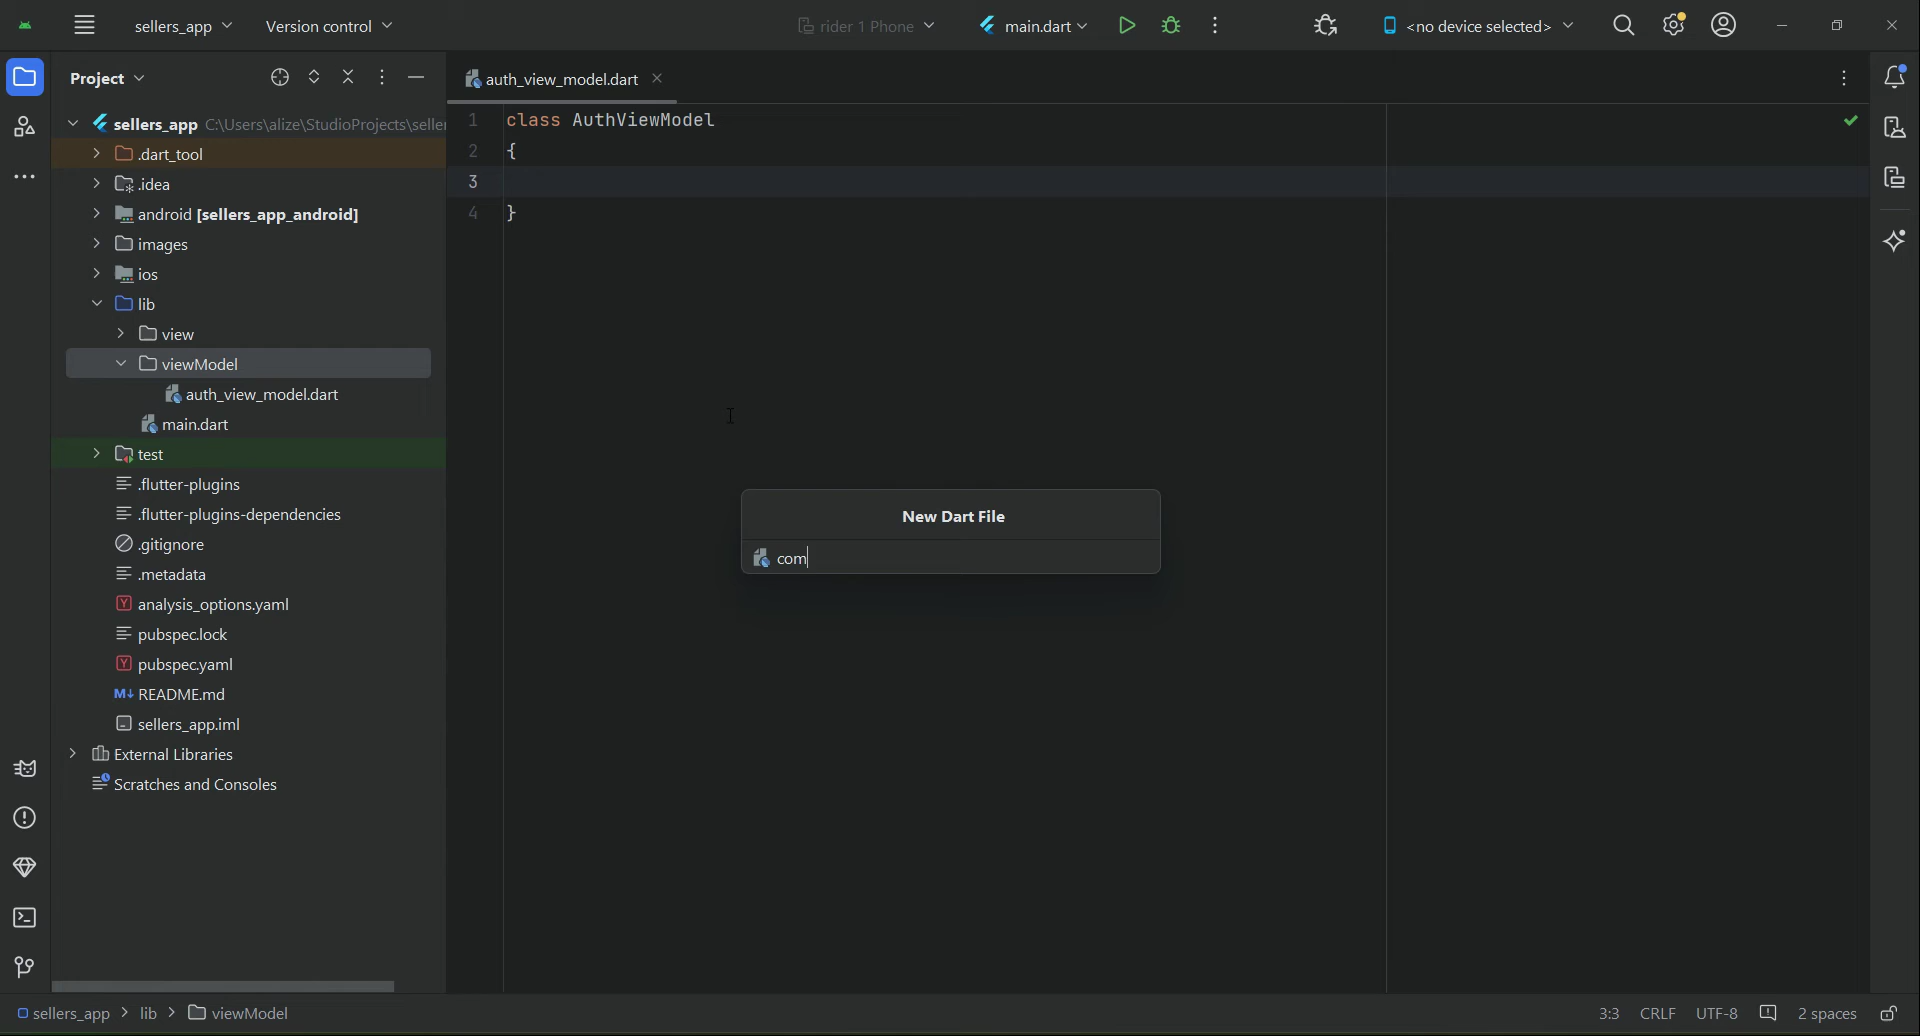 sellers_app
Version control
rider 1 Phone
main.dart
<no device selected>
Project
auth_view_model.dart
sellers_app C:\Users\alize\StudioProjects\seller
.dart_tool
.idea
android [sellers_app_android]
images
ios
lib
view
viewModel
auth_view_model.dart
main.dart
test
.flutter-plugins
.flutter-plugins-dependencies
.gitignore
.metadata
analysis_options.yaml
pubspec.lock
pubspec.yaml
README.md
sellers_app.iml
External Libraries
Scratches and Consoles
1 class AuthViewModel
2 {
3
4 }
New Dart File
com
sellers_app > lib > viewModel
3:3 CRLF UTF-8 2 spaces